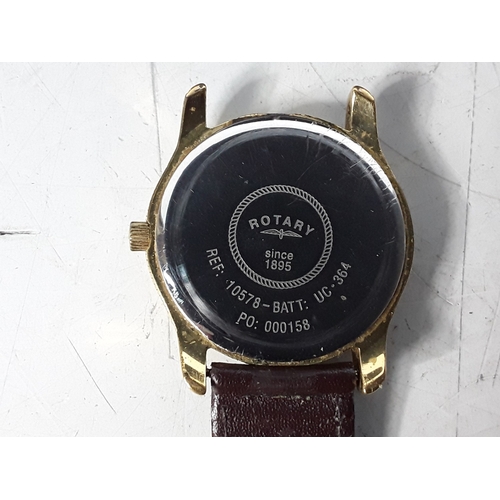 ROTARY
since
1895
REF: 10578-BATT: UC-364
PO: 000158